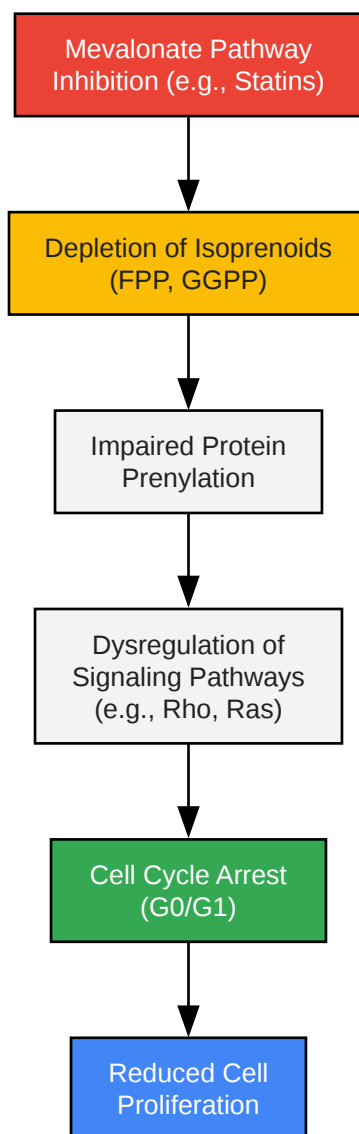 Mevalonate Pathway
Inhibition (e.g., Statins)
Depletion of Isoprenoids
(FPP, GGPP)
Impaired Protein
Prenylation
Dysregulation of
Signaling Pathways
(e.g., Rho, Ras)
Cell Cycle Arrest
(G0/G1)
Reduced Cell
Proliferation